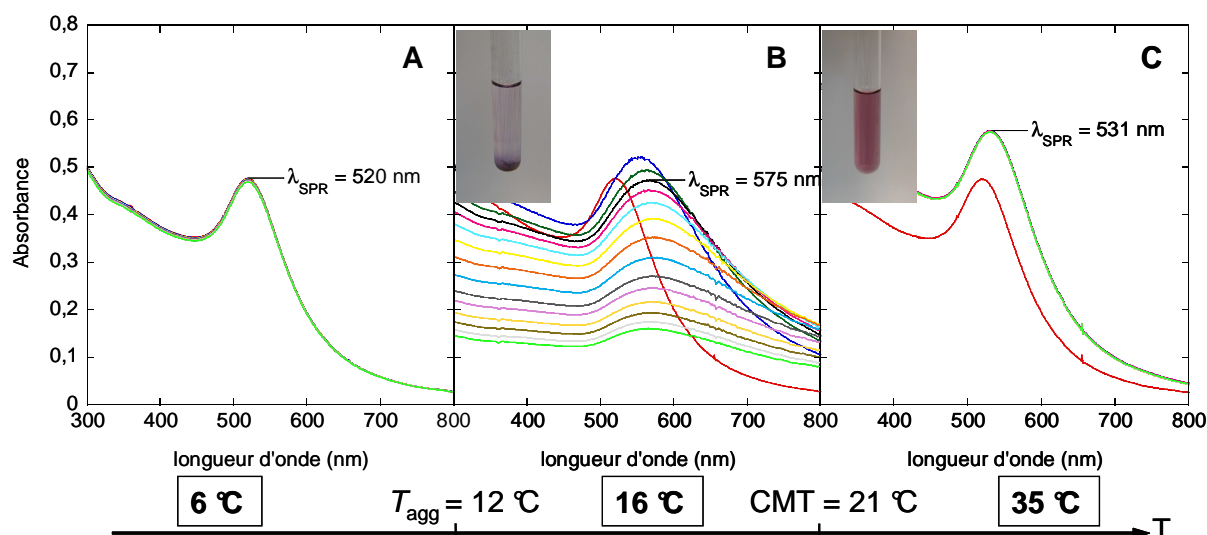 0,8
0,7
0,6
0,5
0,4
0,3
0,2
0,1
0
Absorbance
A
λSPR = 520 nm
B
λSPR = 575 nm
C
λSPR = 531 nm
300 400 500 600 700 800
400 500 600 700 800
400 500 600 700 800
longueur d'onde (nm)
longueur d'onde (nm)
longueur d'onde (nm)
6 °C
Tagg = 12 °C
16 °C
CMT = 21 °C
35 °C
T